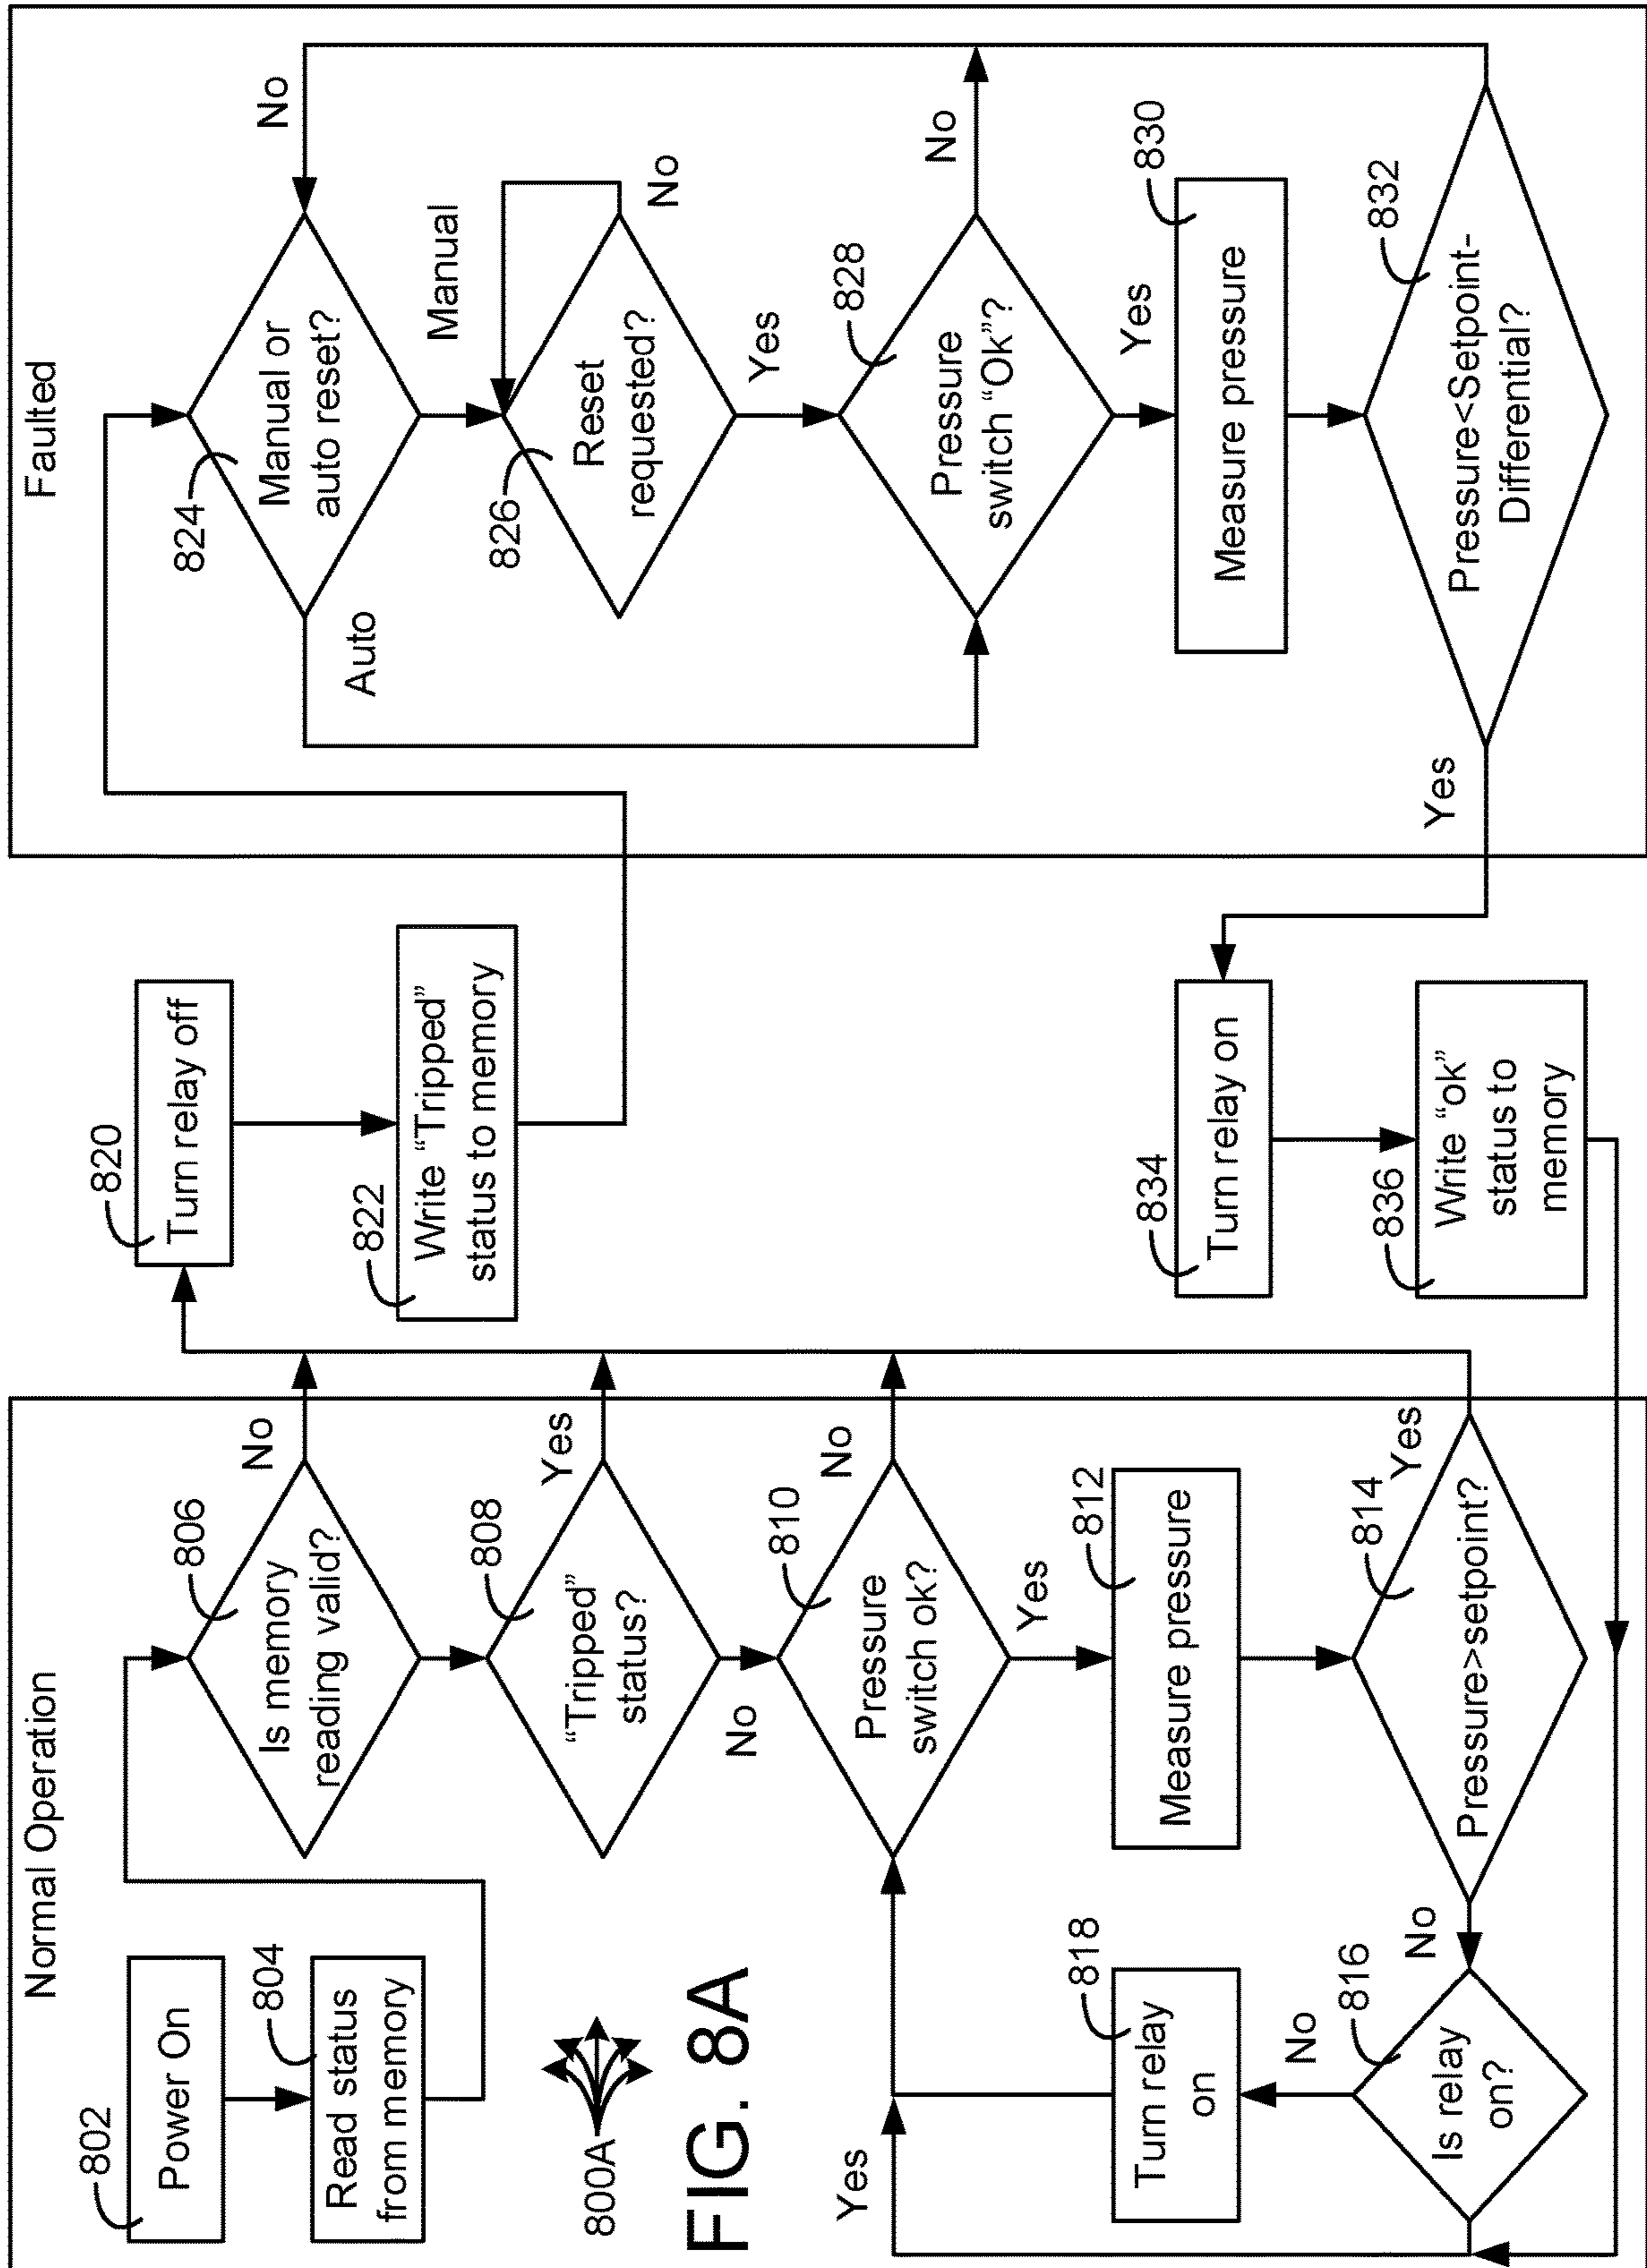 Normal Operation
802
Power On
804
Read status
from memory
806
Is memory
reading valid?
No
808
“Tripped”
status?
Yes
No
810
Pressure
switch ok?
No
Yes
812
Measure pressure
814
Pressure>setpoint?
Yes
No
816
Is relay
on?
No
Yes
818
Turn relay
on
800A
FIG. 8A
820
Turn relay off
822
Write “Tripped”
status to memory
834
Turn relay on
836
Write “ok”
status to
memory
Faulted
824
Manual or
auto reset?
No
Auto
Manual
826
Reset
requested?
No
Yes
828
Pressure
switch “Ok”?
No
Yes
830
Measure pressure
832
Pressure<Setpoint-
Differential?
Yes